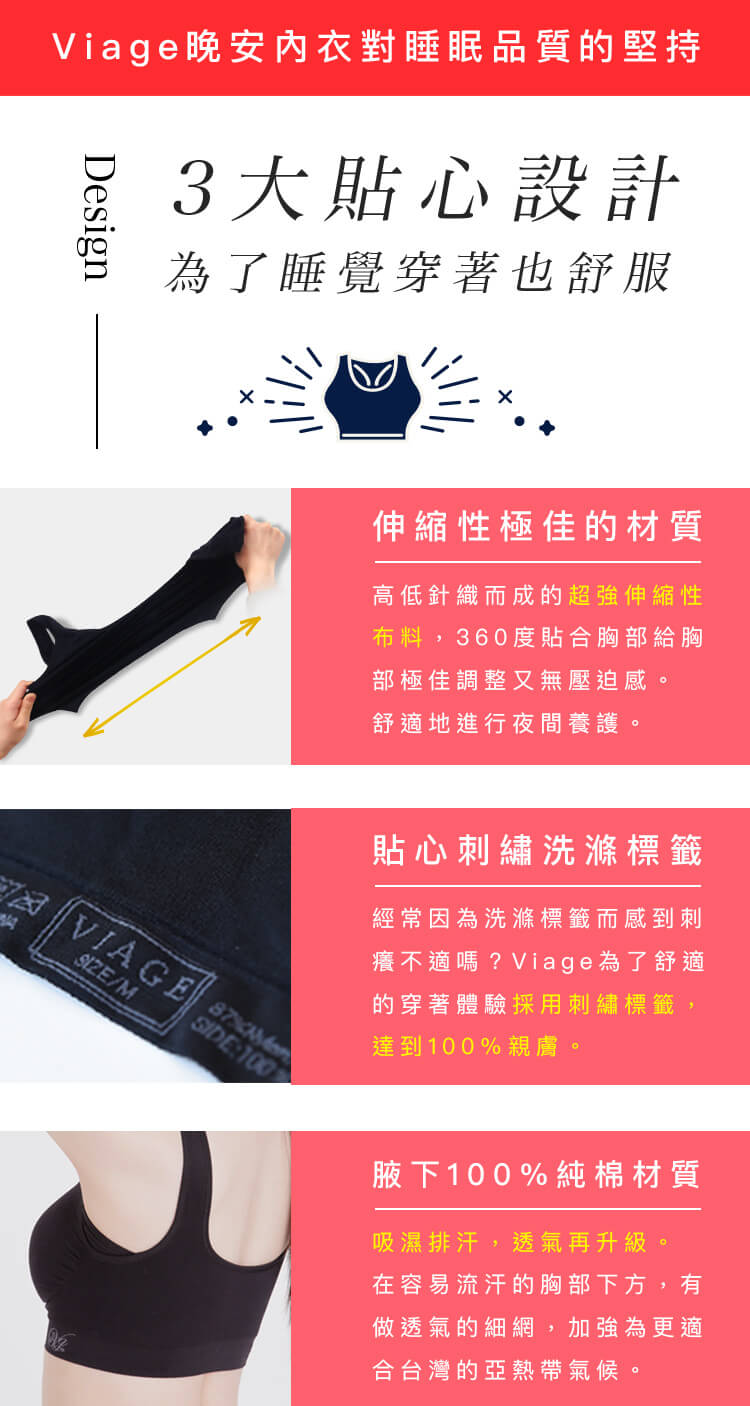 Viage晚安內衣對睡眠品質的堅持
Design
3大貼心設計
為了睡覺穿著也舒服
伸縮性極佳的材質
高低針織而成的超強伸縮性
布料，360度貼合胸部給胸
部極佳調整又無壓迫感。
舒適地進行夜間養護。
貼心刺繡洗滌標籤
經常因為洗滌標籤而感到刺
癢不適嗎？Viage為了舒適
的穿著體驗採用刺繡標籤，
達到100%親膚。
VIAGE
SIZE/M
腋下100%純棉材質
吸濕排汗，透氣再升級。
在容易流汗的胸部下方，有
做透氣的細網，加強為更適
合台灣的亞熱帶氣候。